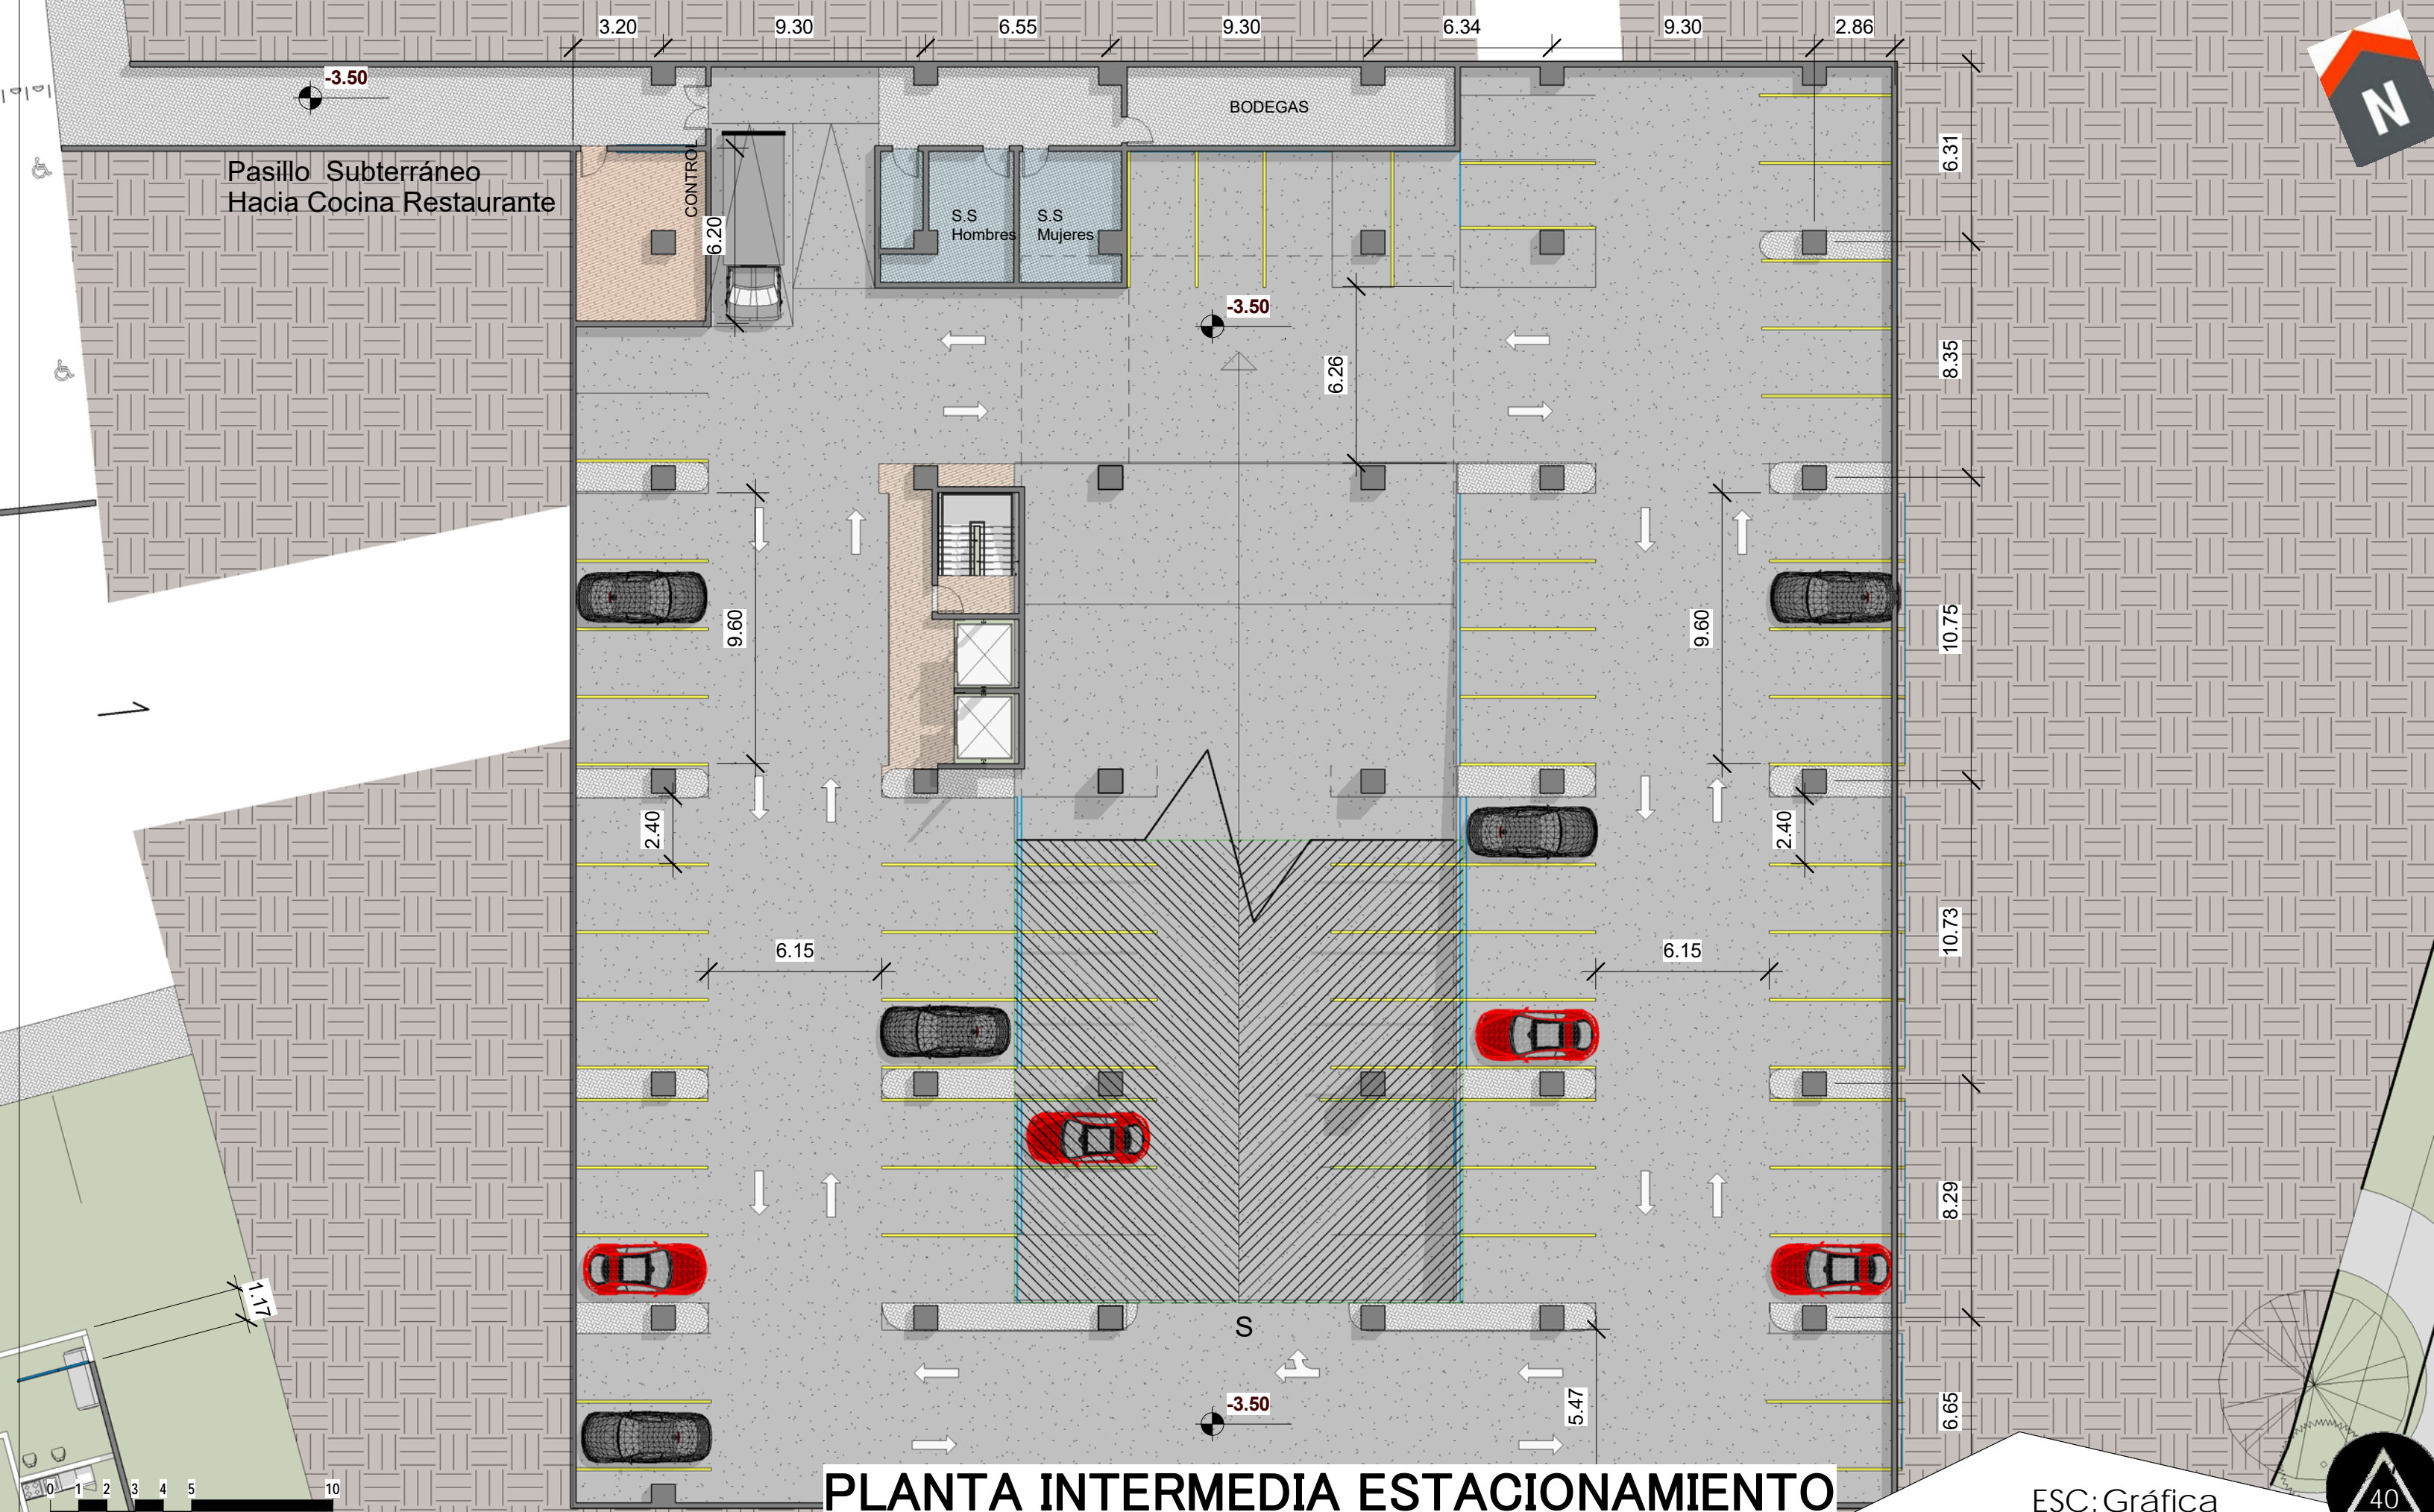 3.20
9.30
6.55
9.30
6.34
9.30
2.86
-3.50
BODEGAS
N
Pasillo Subterráneo
Hacia Cocina Restaurante
CONTROL
6.20
S.S
Hombres
S.S
Mujeres
6.31
-3.50
8.35
6.26
9.60
9.60
10.75
2.40
2.40
6.15
6.15
10.73
8.29
1.17
S
-3.50
5.47
6.65
0 1 2 3 4 5 10
PLANTA INTERMEDIA ESTACIONAMIENTO
ESC: Gráfica
40